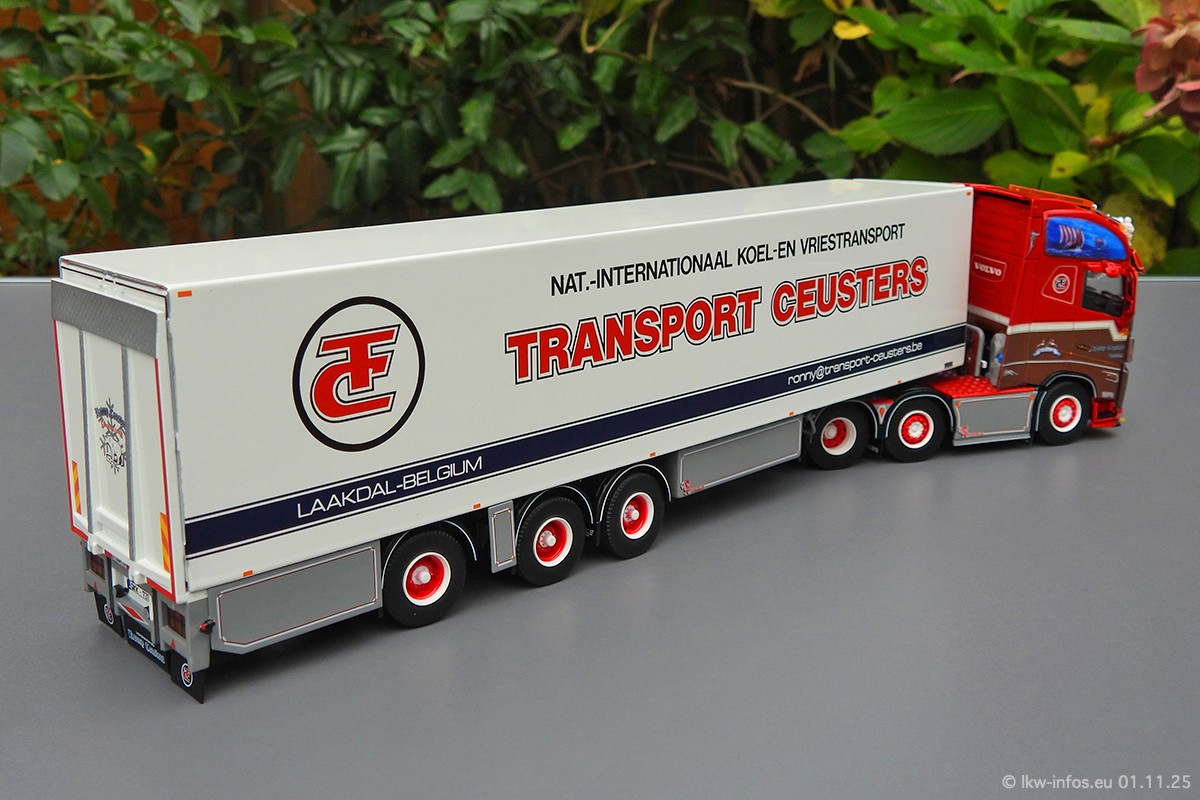 NAT.-INTERNATIONAAL KOEL-EN VRIESTRANSPORT
TRANSPORT CEUSTERS
ronny@transport-ceusters.be
TC
LAAKDAL-BELGIUM
VOLVO
© lkw-infos.eu 01.11.25